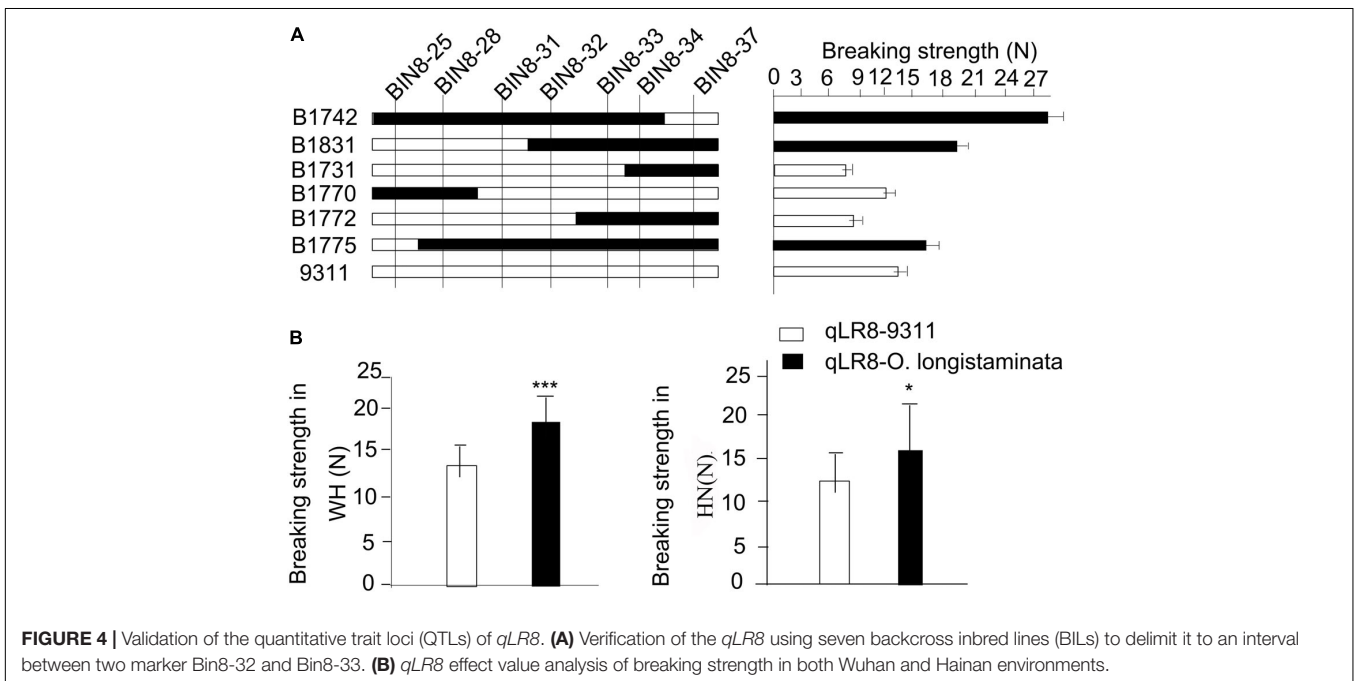 A
BIN8-25 BIN8-28 BIN8-31 BIN8-32 BIN8-33 BIN8-34 BIN8-37
Breaking strength (N)
0 3 6 9 12 15 18 21 24 27
B1742
B1831
B1731
B1770
B1772
B1775
9311
B
qLR8-9311
qLR8-O. longistaminata
Breaking strength in
WH (N)
25
20
15
10
5
0
***
Breaking strength in
HN(N)
25
20
15
10
5
0
*
FIGURE 4 | Validation of the quantitative trait loci (QTLs) of qLR8. (A) Verification of the qLR8 using seven backcross inbred lines (BILs) to delimit it to an interval
between two marker Bin8-32 and Bin8-33. (B) qLR8 effect value analysis of breaking strength in both Wuhan and Hainan environments.